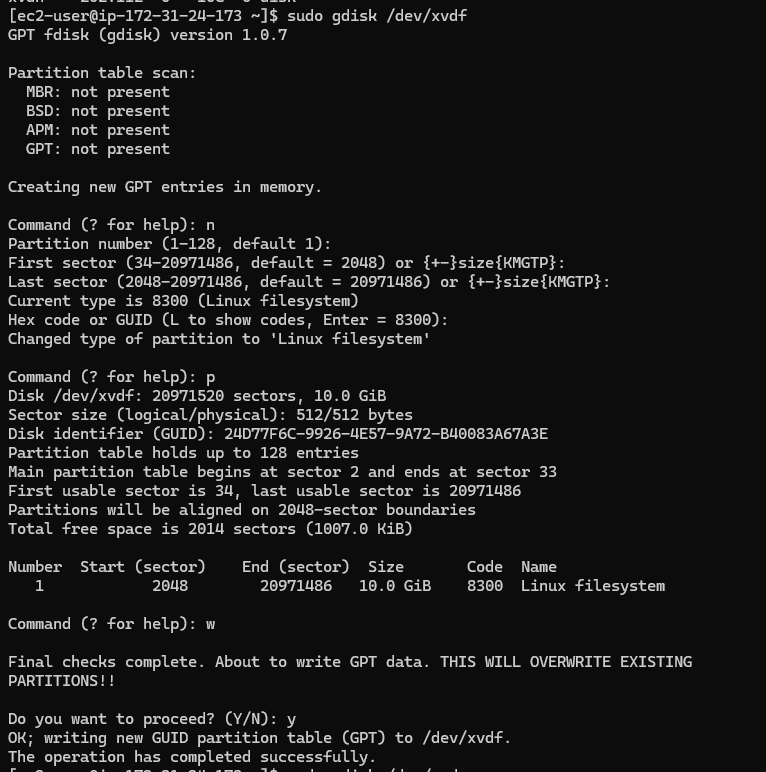 [ec2-user@ip-172-31-24-173 ~]$ sudo gdisk /dev/xvdf
GPT fdisk (gdisk) version 1.0.7
Partition table scan:
  MBR: not present
  BSD: not present
  APM: not present
  GPT: not present
Creating new GPT entries in memory.
Command (? for help): n
Partition number (1-128, default 1):
First sector (34-20971486, default = 2048) or {+-}size{KMGTP}:
Last sector (2048-20971486, default = 20971486) or {+-}size{KMGTP}:
Current type is 8300 (Linux filesystem)
Hex code or GUID (L to show codes, Enter = 8300):
Changed type of partition to 'Linux filesystem'
Command (? for help): p
Disk /dev/xvdf: 20971520 sectors, 10.0 GiB
Sector size (logical/physical): 512/512 bytes
Disk identifier (GUID): 24D77F6C-9926-4E57-9A72-B40083A67A3E
Partition table holds up to 128 entries
Main partition table begins at sector 2 and ends at sector 33
First usable sector is 34, last usable sector is 20971486
Partitions will be aligned on 2048-sector boundaries
Total free space is 2014 sectors (1007.0 KiB)
Number  Start (sector)    End (sector)  Size       Code  Name
   1            2048        20971486   10.0 GiB    8300  Linux filesystem
Command (? for help): w
Final checks complete. About to write GPT data. THIS WILL OVERWRITE EXISTING
PARTITIONS!!
Do you want to proceed? (Y/N): y
OK; writing new GUID partition table (GPT) to /dev/xvdf.
The operation has completed successfully.